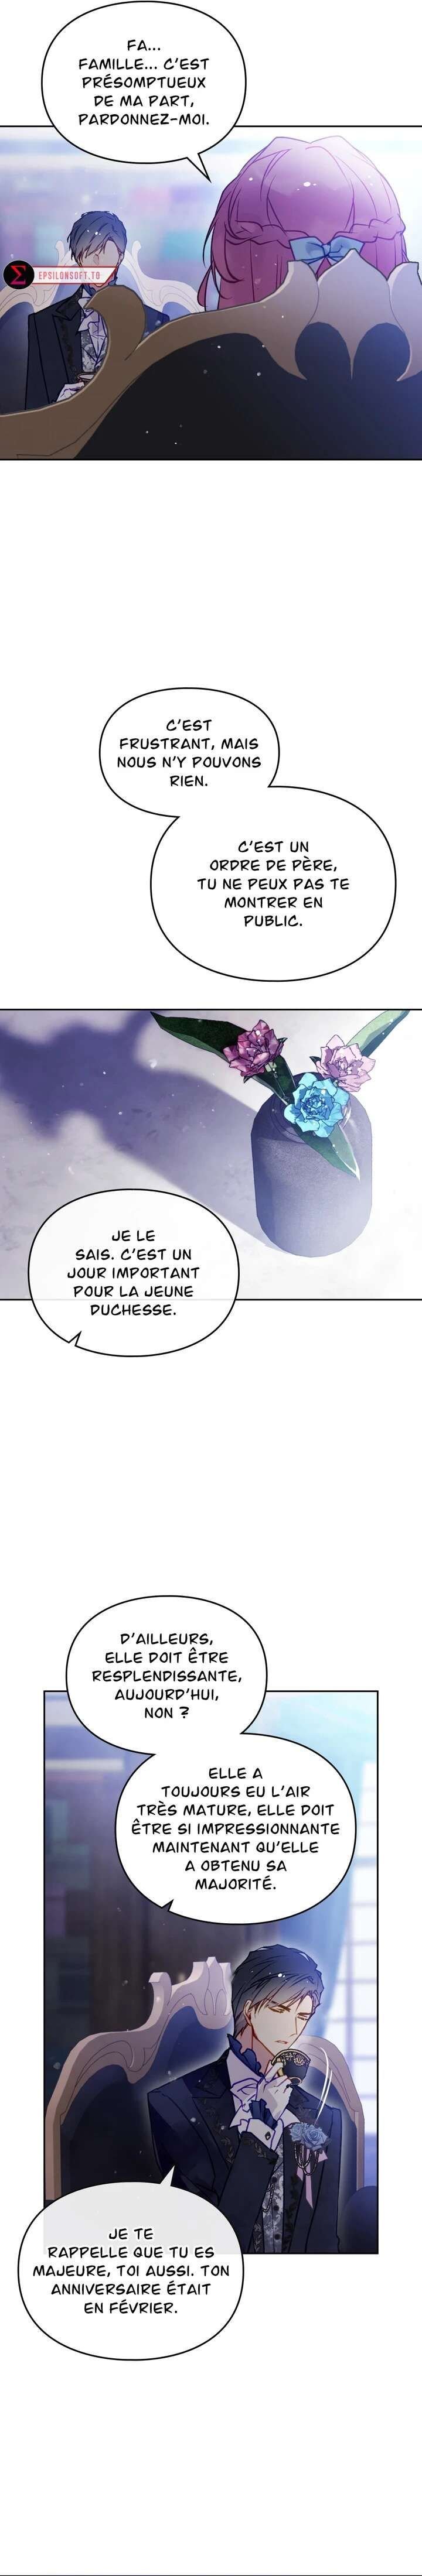 FA...
FAMILLE... C'EST
PRÉSOMPTUEUX
DE MA PART,
PARDONNEZ-MOI.
Σ EPSILONSOFT.TO
C'EST
FRUSTRANT, MAIS
NOUS N'Y POUVONS
RIEN.
C'EST UN
ORDRE DE PÈRE,
TU NE PEUX PAS TE
MONTRER EN
PUBLIC.
JE LE
SAIS. C'EST UN
JOUR IMPORTANT
POUR LA JEUNE
DUCHESSE.
D'AILLEURS,
ELLE DOIT ÊTRE
RESPLENDISSANTE,
AUJOURD'HUI,
NON ?
ELLE A
TOUJOURS EU L'AIR
TRÈS MATURE, ELLE DOIT
ÊTRE SI IMPRESSIONNANTE
MAINTENANT QU'ELLE
A OBTENU SA
MAJORITÉ.
JE TE
RAPPELLE QUE TU ES
MAJEURE, TOI AUSSI. TON
ANNIVERSAIRE ÉTAIT
EN FÉVRIER.